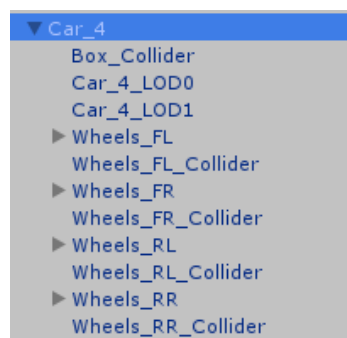 Car_4
Box_Collider
Car_4_LOD0
Car_4_LOD1
Wheels_FL
Wheels_FL_Collider
Wheels_FR
Wheels_FR_Collider
Wheels_RL
Wheels_RL_Collider
Wheels_RR
Wheels_RR_Collider